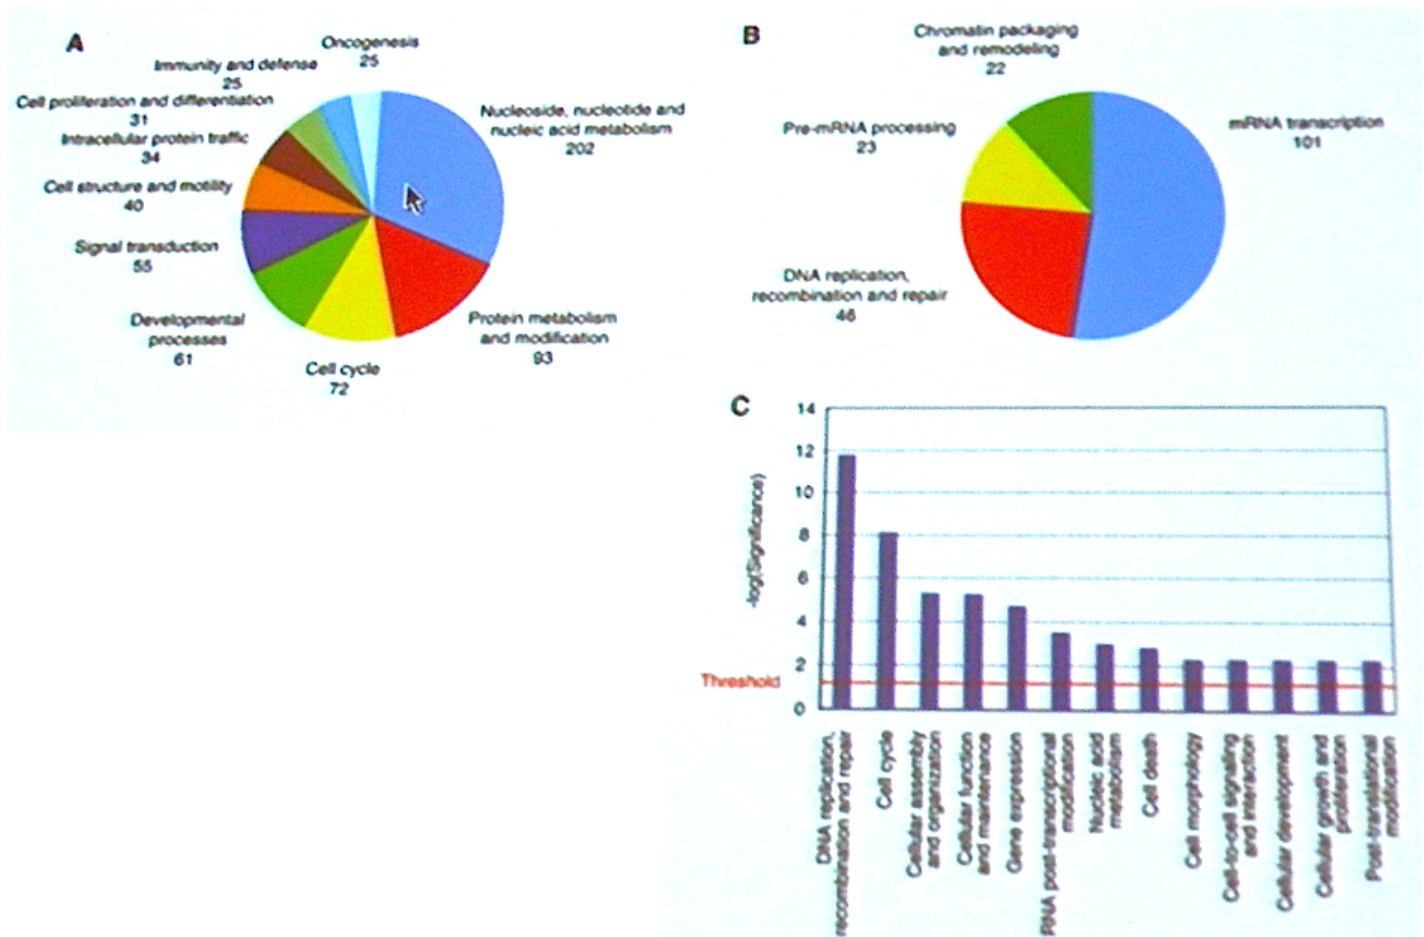 A
Oncogenesis
25
Immunity and defense
25
Cell proliferation and differentiation
31
Intracellular protein traffic
34
Cell structure and motility
40
Signal transduction
55
Developmental
processes
61
Cell cycle
72
Protein metabolism
and modification
93
Nucleoside, nucleotide and
nucleic acid metabolism
202
B
Chromatin packaging
and remodeling
22
Pre-mRNA processing
23
DNA replication,
recombination and repair
46
mRNA transcription
101
C
-log(Significance)
14
12
10
8
6
4
2
0
Threshold
DNA replication,
recombination and repair
Cell cycle
Cellular assembly
and organization
Cellular function
and maintenance
Gene expression
RNA post-transcriptional
modification
Nucleic acid
metabolism
Cell death
Cell morphology
Cell-to-cell signaling
and interaction
Cellular development
Cellular growth and
proliferation
Post-translational
modification